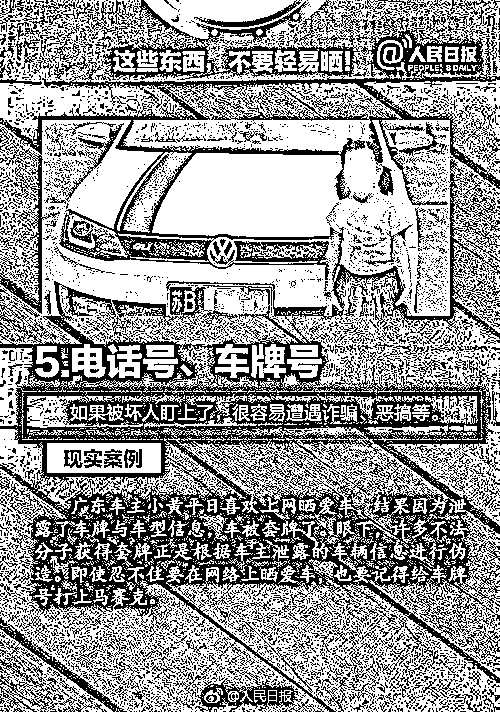 这些东西，不要轻易晒！
@人民日报
PEOPLE'S DAILY
GLI
苏B
5.电话号、车牌号
如果被坏人盯上了，很容易遭遇诈骗、恶搞等。
现实案例
广东车主小黄平日喜欢上网晒爱车，结果因为泄
露了车牌与车型信息，车被套牌了。眼下，许多不法
分子获得套牌正是根据车主泄露的车辆信息进行伪
造。即使忍不住要在网络上晒爱车，也要记得给车牌
号打上马赛克。
@人民日报